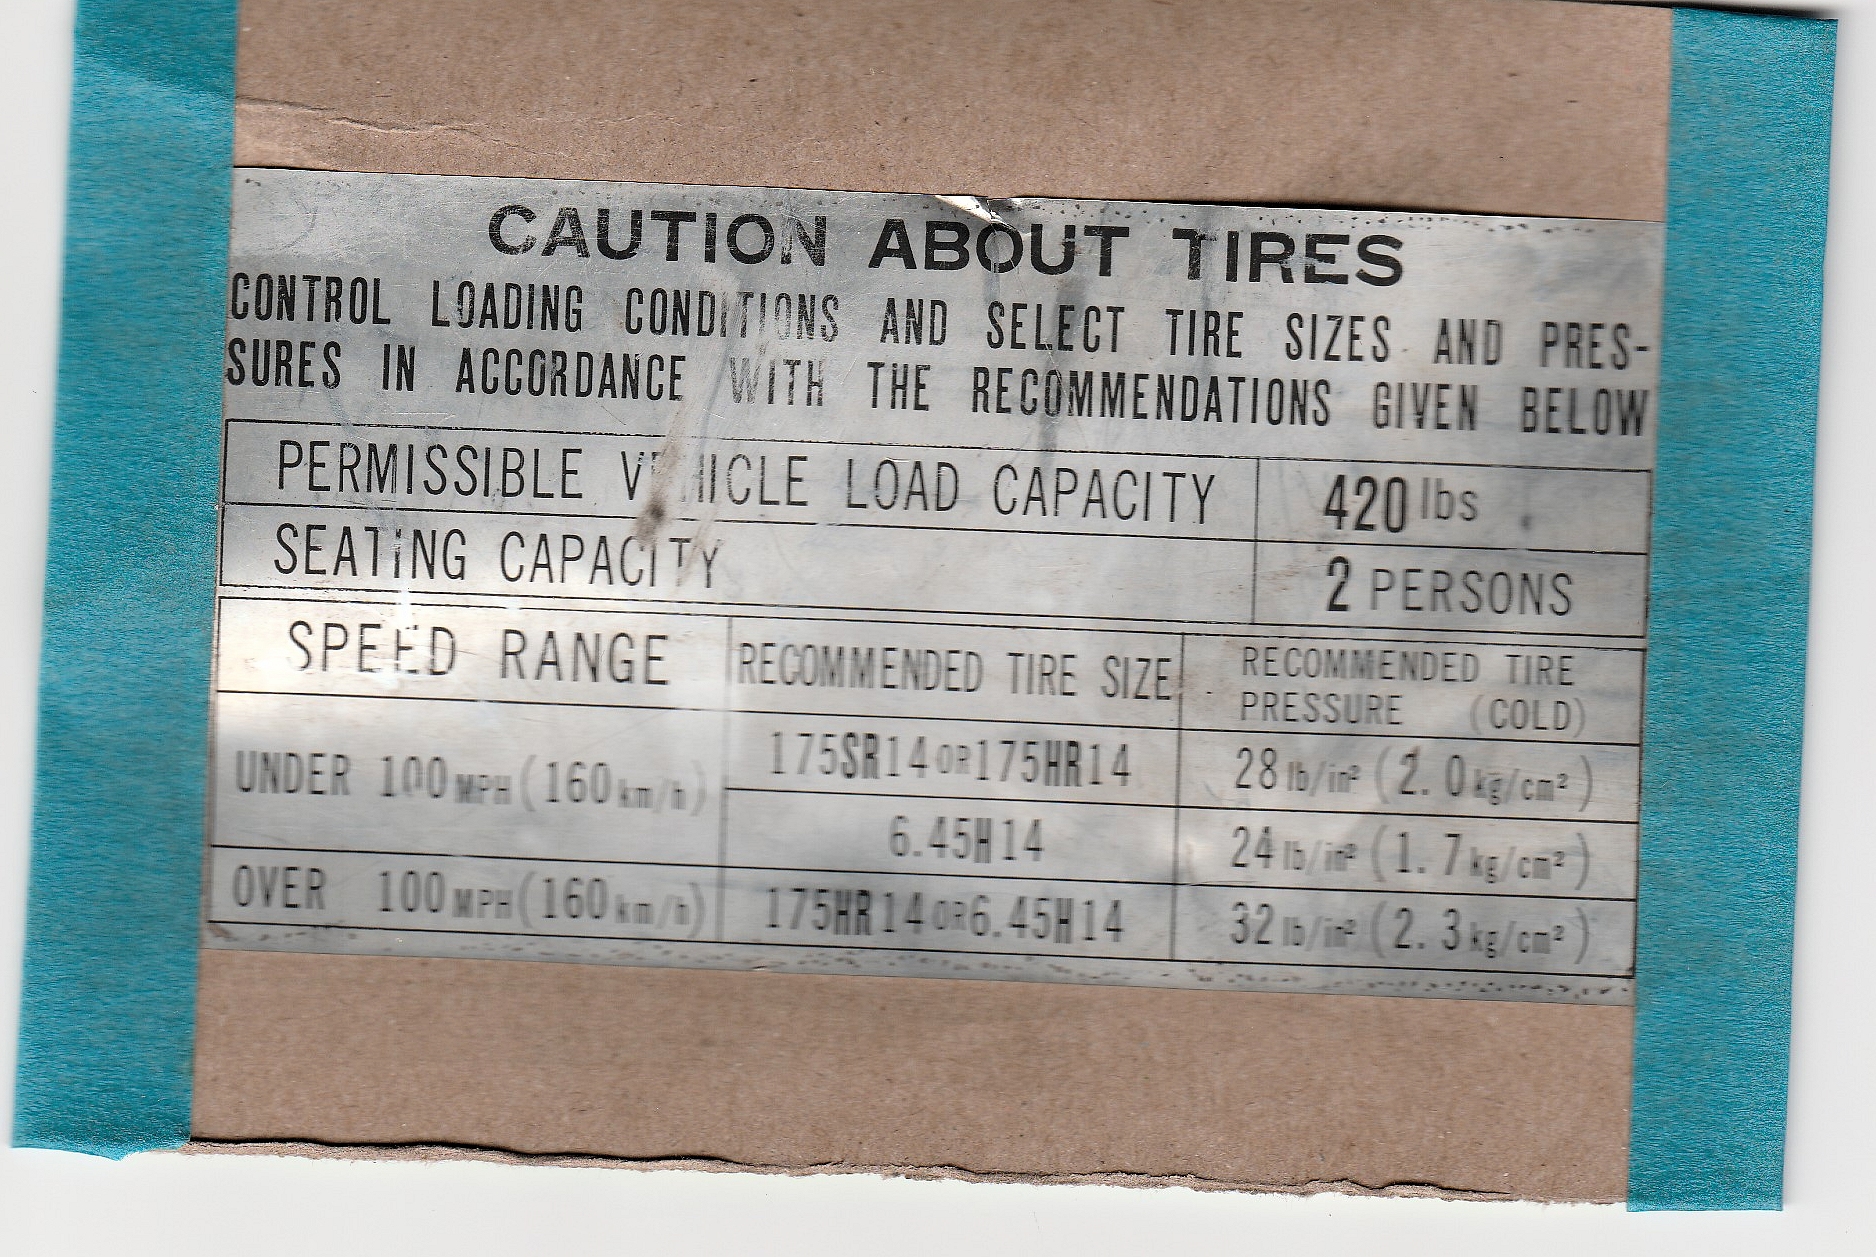 CAUTION ABOUT TIRES
CONTROL LOADING CONDITIONS AND SELECT TIRE SIZES AND PRES-
SURES IN ACCORDANCE WITH THE RECOMMENDATIONS GIVEN BELOW
PERMISSIBLE VEHICLE LOAD CAPACITY 420 lbs
SEATING CAPACITY 2 PERSONS
SPEED RANGE RECOMMENDED TIRE SIZE RECOMMENDED TIRE
PRESSURE (COLD)
UNDER 100 MPH (160 km/h) 175SR14 OR 175HR14 28 lb/in² (2.0 kg/cm²)
6.45H14 24 lb/in² (1.7 kg/cm²)
OVER 100 MPH (160 km/h) 175HR14 OR 6.45H14 32 lb/in² (2.3 kg/cm²)